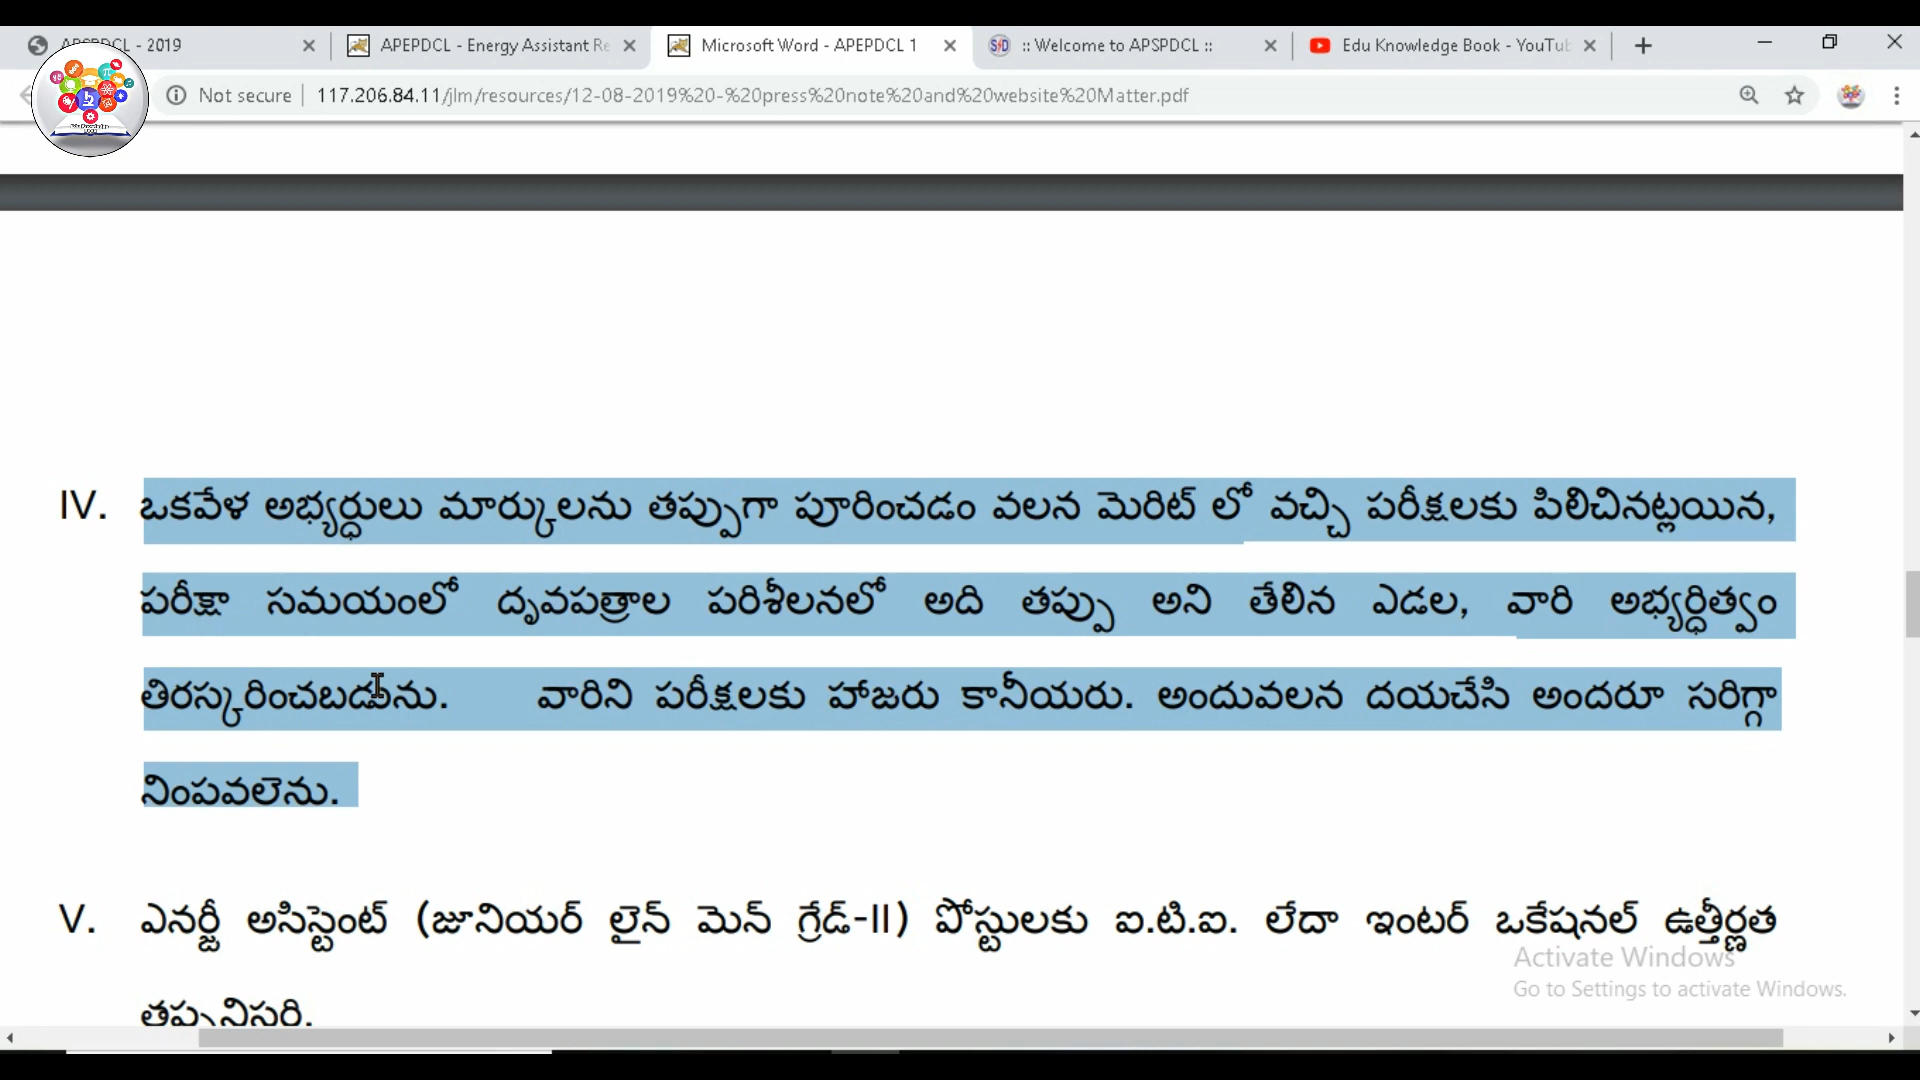 APSPDCL - 2019
APEPDCL - Energy Assistant Re
Microsoft Word - APEPDCL 1
:: Welcome to APSPDCL ::
Edu Knowledge Book - YouTub
Not secure
117.206.84.11/jlm/resources/12-08-2019%20-%20press%20note%20and%20website%20Matter.pdf
IV. ఒకవేళ అభ్యర్ధులు మార్కులను తప్పుగా పూరించడం వలన మెరిట్ లో వచ్చి పరీక్షలకు పిలిచినట్లయిన,
పరీక్షా సమయంలో దృవపత్రాల పరిశీలనలో అది తప్పు అని తేలిన ఎడల, వారి అభ్యర్ధిత్వం
తిరస్కరించబడును. వారిని పరీక్షలకు హాజరు కానీయరు. అందువలన దయచేసి అందరూ సరిగ్గా
నింపవలెను.
V. ఎనర్జీ అసిస్టెంట్ (జూనియర్ లైన్ మెన్ గ్రేడ్-II) పోస్టులకు ఐ.టి.ఐ. లేదా ఇంటర్ ఒకేషనల్ ఉత్తీర్ణత
తప్పనిసరి.
Activate Windows
Go to Settings to activate Windows.